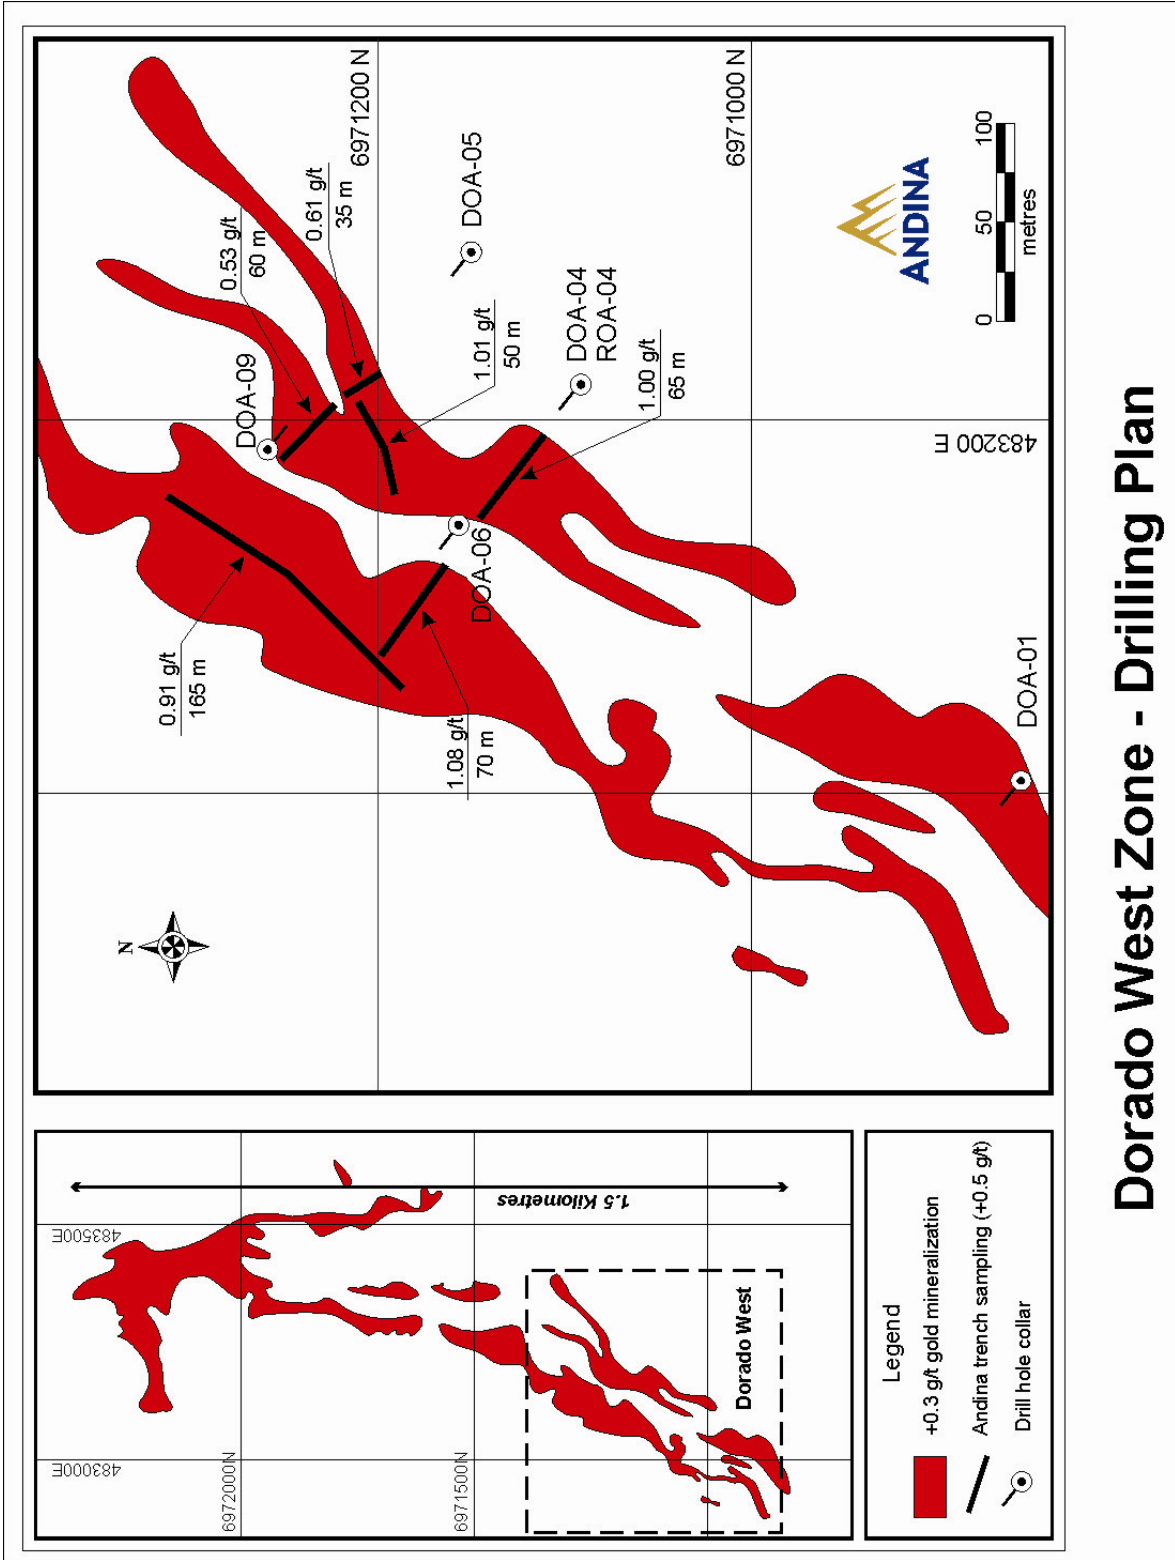 Dorado West Zone - Drilling Plan
6971200 N
6971000 N
483200 E
0.53 g/t
60 m
0.61 g/t
35 m
DOA-05
DOA-09
1.01 g/t
50 m
DOA-04
ROA-04
1.00 g/t
65 m
DOA-06
0.91 g/t
165 m
1.08 g/t
70 m
DOA-01
N
ANDINA
0 50 100
metres
483500E
483000E
6972000N
6971500N
1.5 Kilometres
Dorado West
Legend
+0.3 g/t gold mineralization
Andina trench sampling (+0.5 g/t)
Drill hole collar